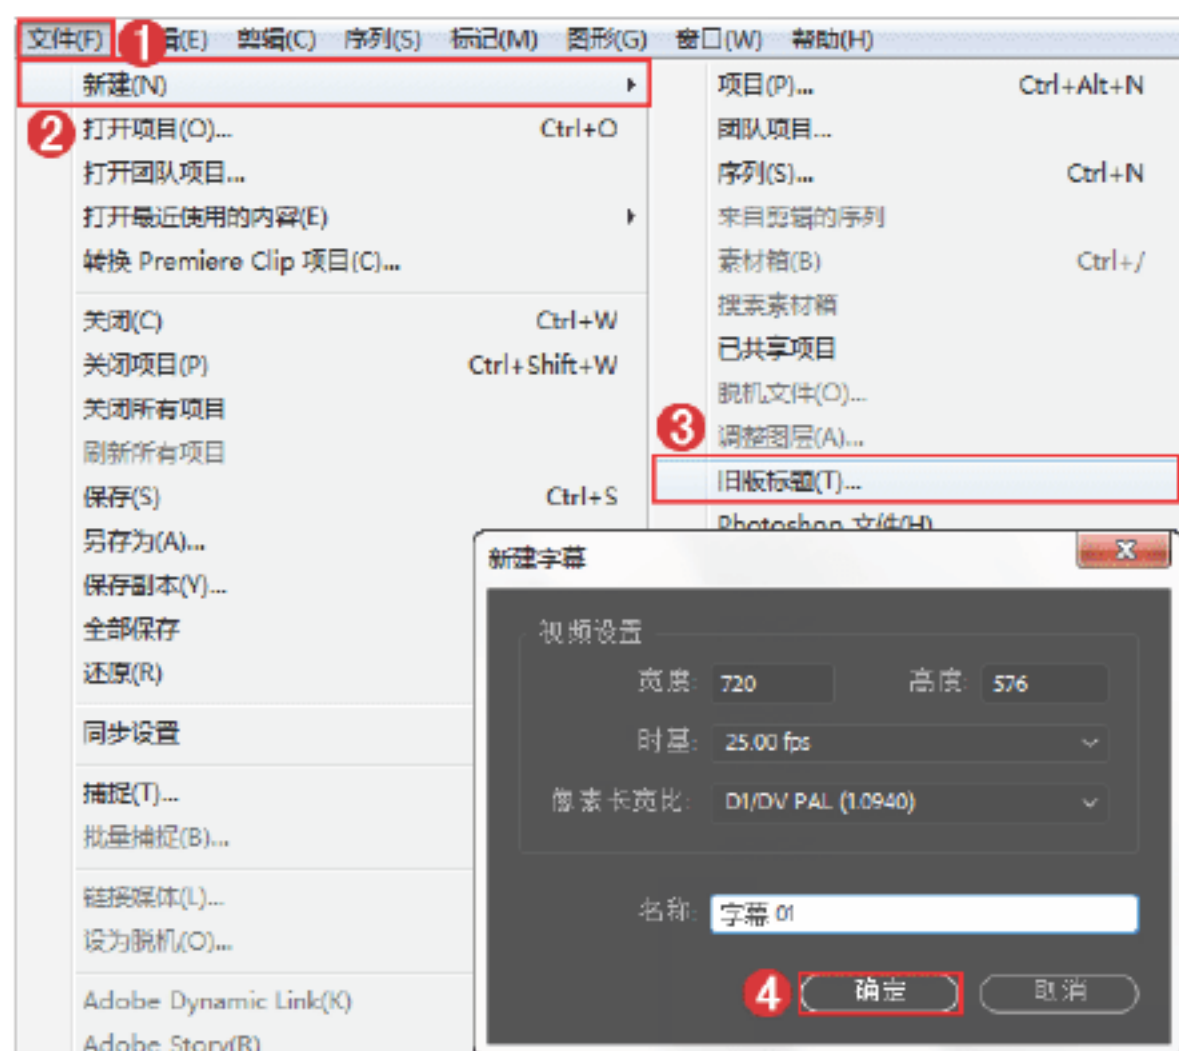 文件(F) 1 辑(E) 剪辑(C) 序列(S) 标记(M) 图形(G) 窗口(W) 帮助(H)
新建(N)
2 打开项目(O)... Ctrl+O
打开团队项目...
打开最近使用的内容(E)
转换 Premiere Clip 项目(C)...
关闭(C) Ctrl+W
关闭项目(P) Ctrl+Shift+W
关闭所有项目
刷新所有项目
保存(S) Ctrl+S
另存为(A)...
保存副本(Y)...
全部保存
还原(R)
同步设置
捕捉(T)...
批量捕捉(B)...
链接媒体(L)...
设为脱机(O)...
Adobe Dynamic Link(K)
Adobe Story(R)
项目(P)... Ctrl+Alt+N
团队项目...
序列(S)... Ctrl+N
来自剪辑的序列
素材箱(B) Ctrl+/
搜索素材箱
已共享项目
脱机文件(O)...
3 调整图层(A)...
旧版标题(T)...
Photoshop 文件(H)
新建字幕
视频设置
宽度: 720 高度: 576
时基: 25.00 fps
像素长宽比: D1/DV PAL (1.0940)
名称: 字幕 01
4 确定 取消